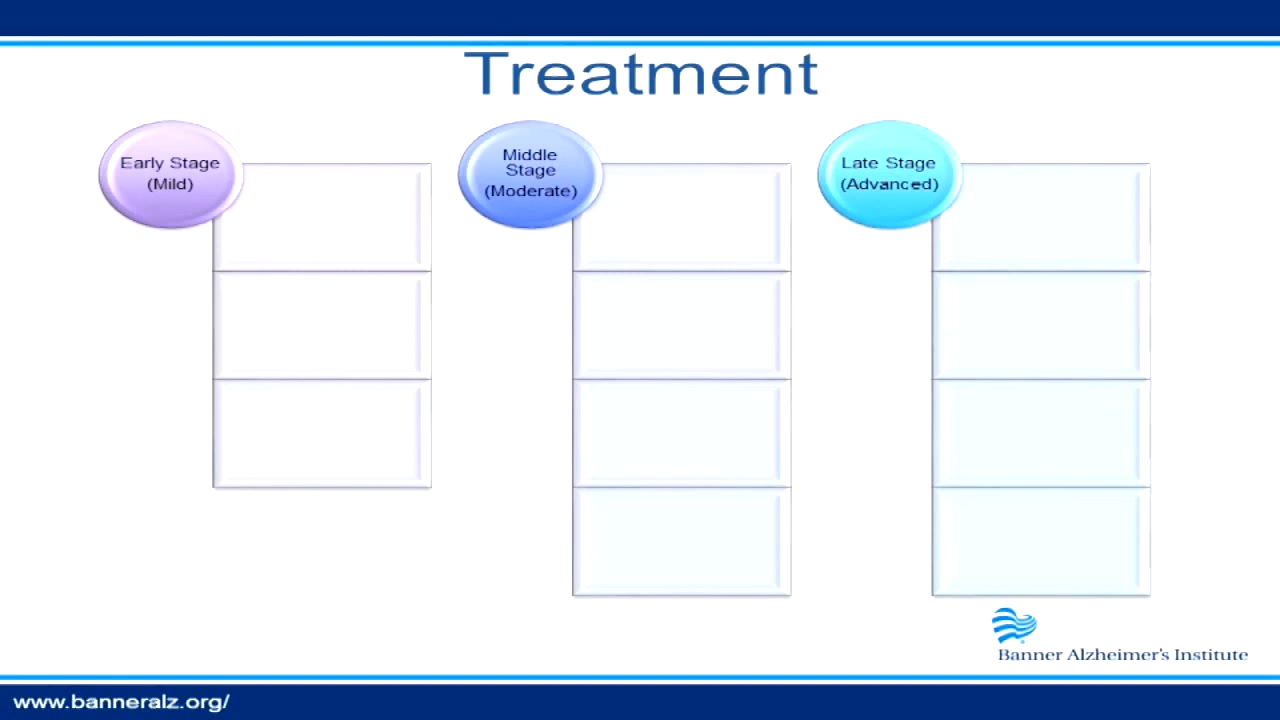 Treatment
Early Stage
(Mild)
Middle
Stage
(Moderate)
Late Stage
(Advanced)
Banner Alzheimer's Institute
www.banneralz.org/